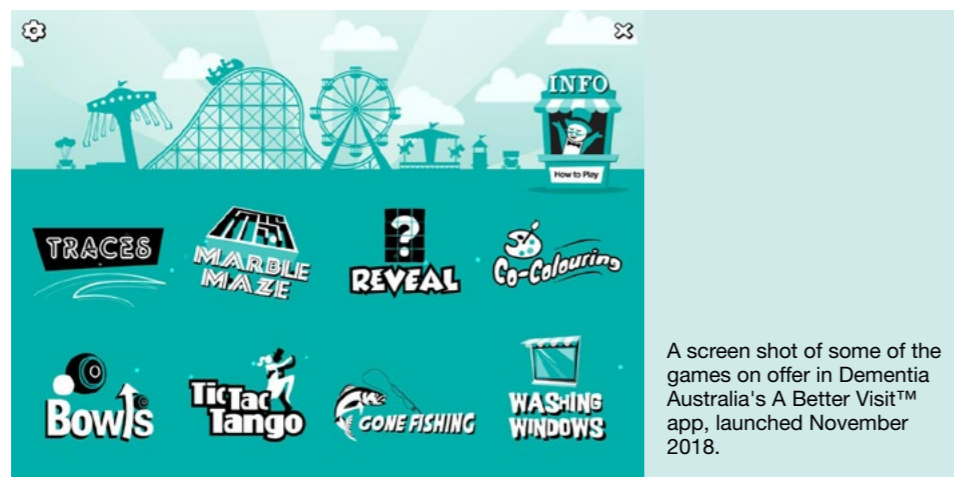 INFO
How to Play
TRACES
MARBLE
MAZE
?
REVEAL
Co-Colouring
Bowls
Tic Tac
Tango
GONE FISHING
WASHING
WINDOWS
A screen shot of some of the
games on offer in Dementia
Australia's A Better Visit™
app, launched November
2018.